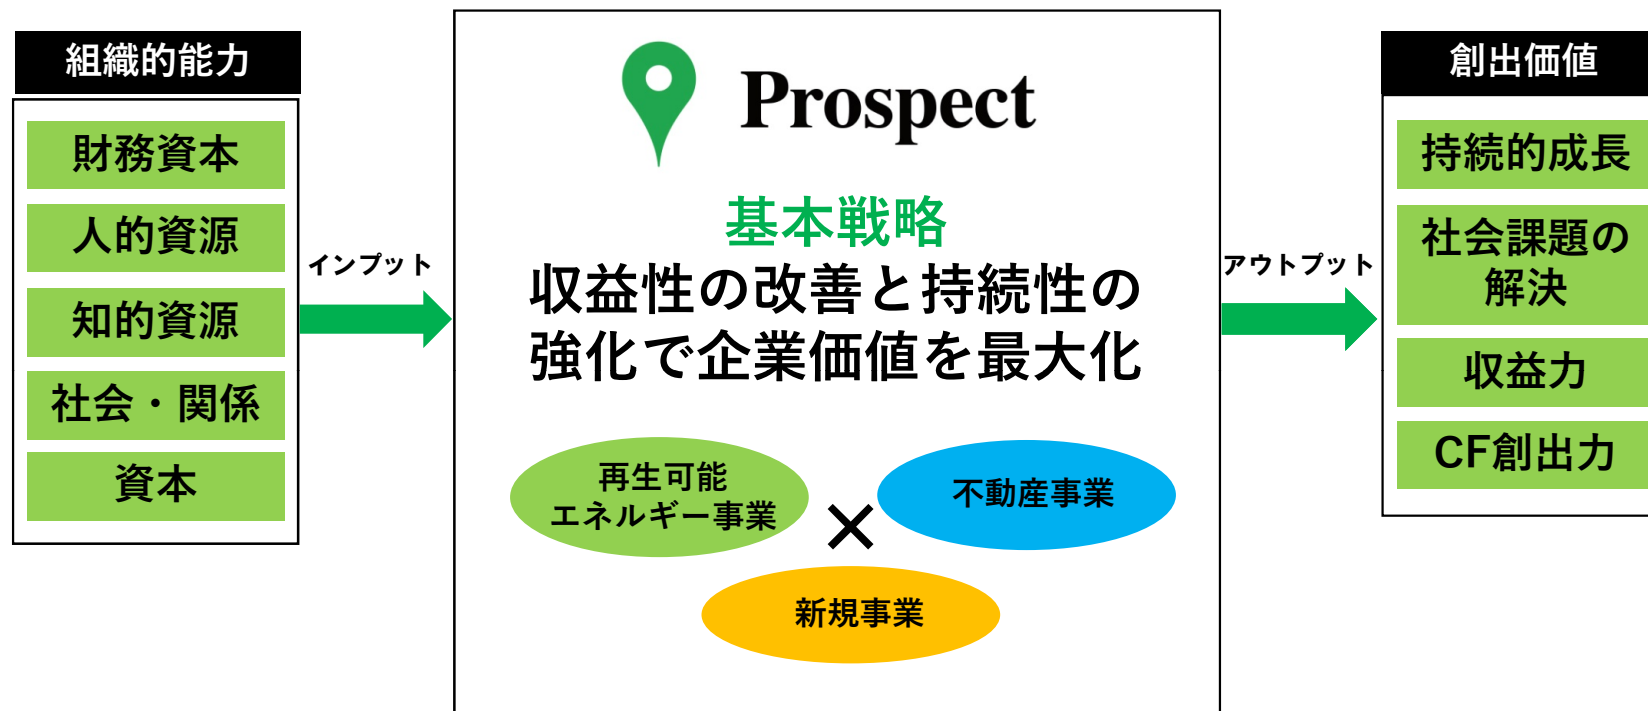 組織的能力
財務資本
人的資源
知的資源
社会・関係
資本
インプット
Prospect
基本戦略
収益性の改善と持続性の
強化で企業価値を最大化
再生可能
エネルギー事業
×
不動産事業
新規事業
アウトプット
創出価値
持続的成長
社会課題の
解決
収益力
CF創出力